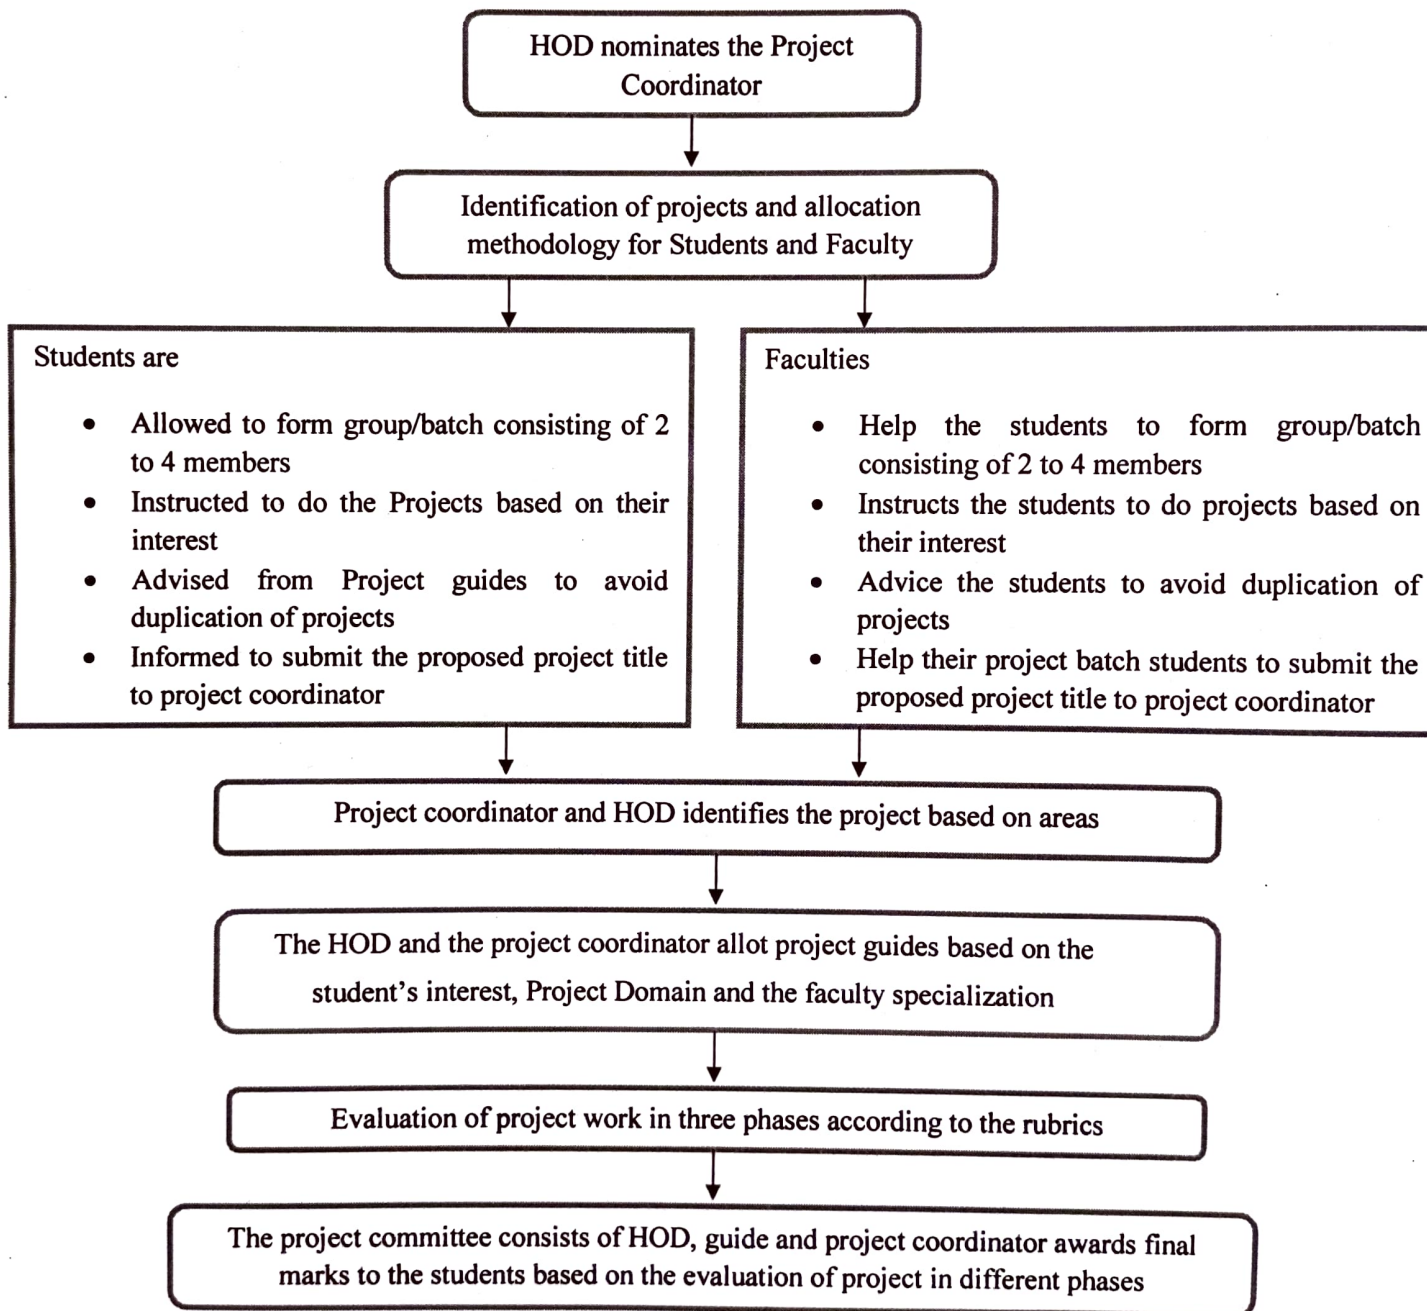 HOD nominates the Project
Coordinator
Identification of projects and allocation
methodology for Students and Faculty
Students are
• Allowed to form group/batch consisting of 2
to 4 members
• Instructed to do the Projects based on their
interest
• Advised from Project guides to avoid
duplication of projects
• Informed to submit the proposed project title
to project coordinator
Faculties
• Help the students to form group/batch
consisting of 2 to 4 members
• Instructs the students to do projects based on
their interest
• Advice the students to avoid duplication of
projects
• Help their project batch students to submit the
proposed project title to project coordinator
Project coordinator and HOD identifies the project based on areas
The HOD and the project coordinator allot project guides based on the
student's interest, Project Domain and the faculty specialization
Evaluation of project work in three phases according to the rubrics
The project committee consists of HOD, guide and project coordinator awards final
marks to the students based on the evaluation of project in different phases